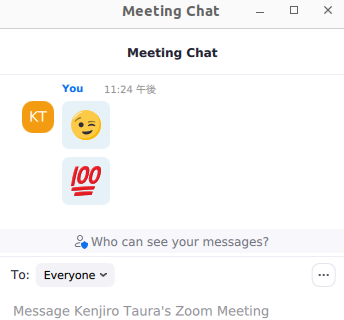 Meeting Chat
Meeting Chat
You 11:24 午後
KT
💯
Who can see your messages?
To: Everyone
Message Kenjiro Taura's Zoom Meeting